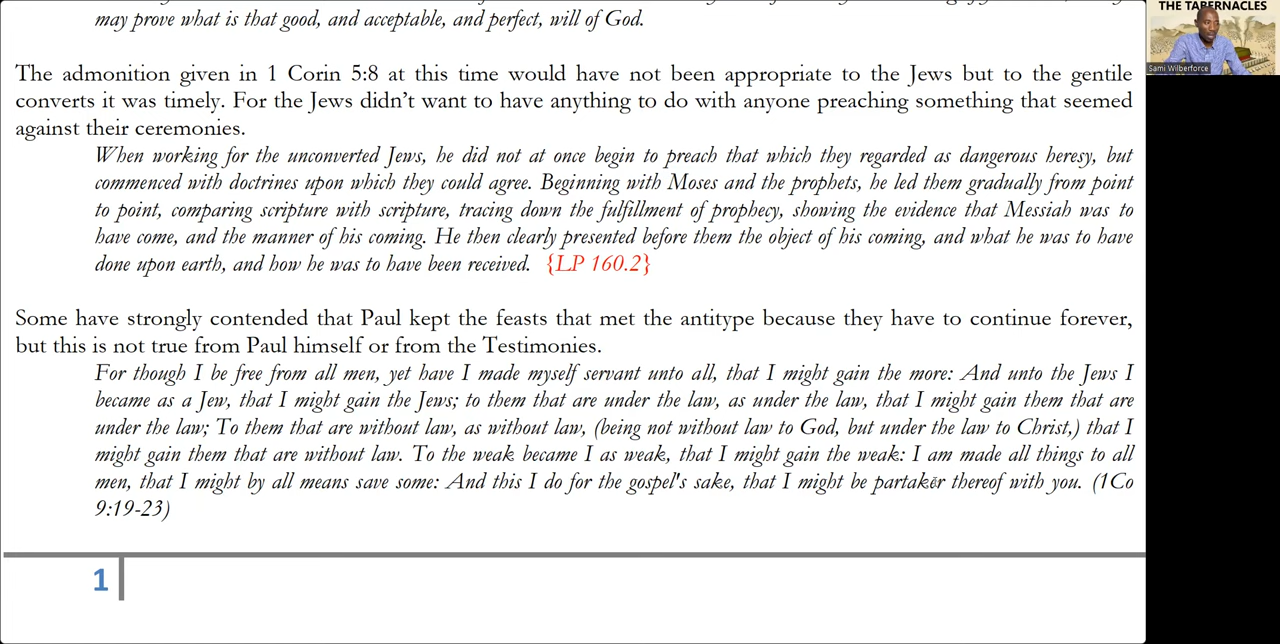 may prove what is that good, and acceptable, and perfect, will of God.
The admonition given in 1 Corin 5:8 at this time would have not been appropriate to the Jews but to the gentile
converts it was timely. For the Jews didn’t want to have anything to do with anyone preaching something that seemed
against their ceremonies.
When working for the unconverted Jews, he did not at once begin to preach that which they regarded as dangerous heresy, but
commenced with doctrines upon which they could agree. Beginning with Moses and the prophets, he led them gradually from point
to point, comparing scripture with scripture, tracing down the fulfillment of prophecy, showing the evidence that Messiah was to
have come, and the manner of his coming. He then clearly presented before them the object of his coming, and what he was to have
done upon earth, and how he was to have been received. {LP 160.2}
Some have strongly contended that Paul kept the feasts that met the antitype because they have to continue forever,
but this is not true from Paul himself or from the Testimonies.
For though I be free from all men, yet have I made myself servant unto all, that I might gain the more: And unto the Jews I
became as a Jew, that I might gain the Jews; to them that are under the law, as under the law, that I might gain them that are
under the law; To them that are without law, as without law, (being not without law to God, but under the law to Christ,) that I
might gain them that are without law. To the weak became I as weak, that I might gain the weak: I am made all things to all
men, that I might by all means save some: And this I do for the gospel's sake, that I might be partaker thereof with you. (1Co
9:19-23)
1
THE TABERNACLES
Sami Wilberforce